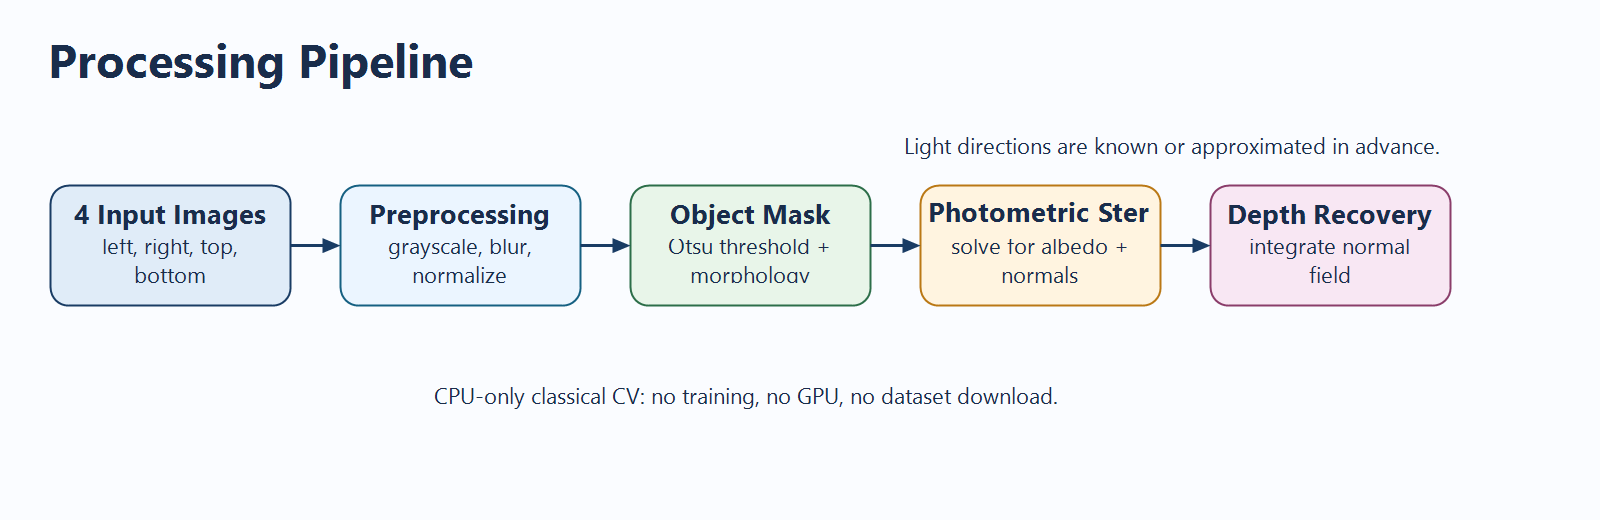 Processing Pipeline
Light directions are known or approximated in advance.
4 Input Images
left, right, top,
bottom
Preprocessing
grayscale, blur,
normalize
Object Mask
Otsu threshold +
morphology
Photometric Ster
solve for albedo +
normals
Depth Recovery
integrate normal
field
CPU-only classical CV: no training, no GPU, no dataset download.